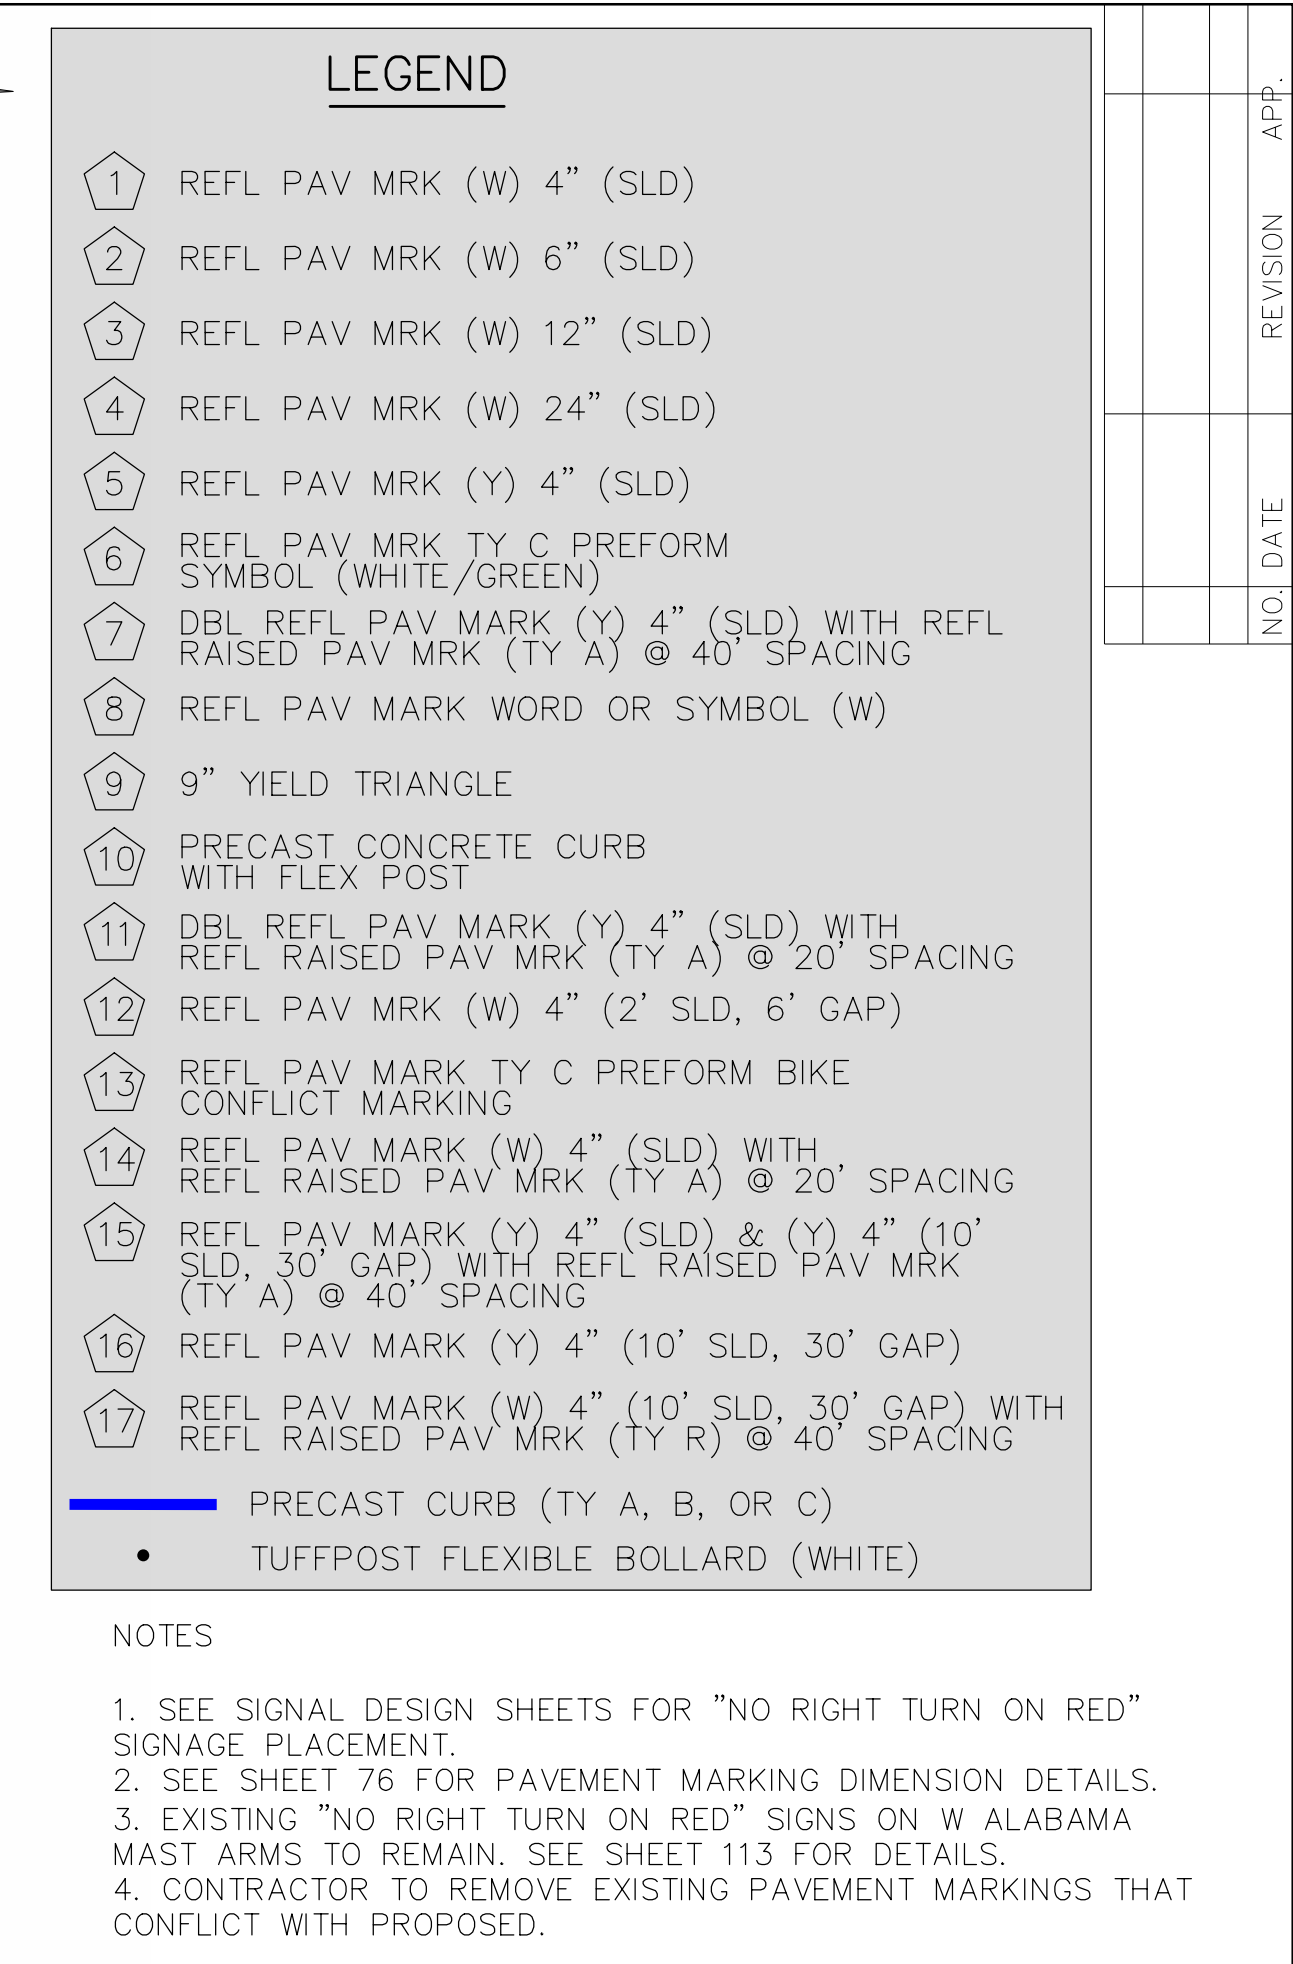 LEGEND
1 REFL PAV MRK (W) 4" (SLD)
2 REFL PAV MRK (W) 6" (SLD)
3 REFL PAV MRK (W) 12" (SLD)
4 REFL PAV MRK (W) 24" (SLD)
5 REFL PAV MRK (Y) 4" (SLD)
6 REFL PAV MRK TY C PREFORM
SYMBOL (WHITE/GREEN)
7 DBL REFL PAV MARK (Y) 4" (SLD) WITH REFL
RAISED PAV MRK (TY A) @ 40' SPACING
8 REFL PAV MARK WORD OR SYMBOL (W)
9 9" YIELD TRIANGLE
10 PRECAST CONCRETE CURB
WITH FLEX POST
11 DBL REFL PAV MARK (Y) 4" (SLD) WITH
REFL RAISED PAV MRK (TY A) @ 20' SPACING
12 REFL PAV MRK (W) 4" (2' SLD, 6' GAP)
13 REFL PAV MARK TY C PREFORM BIKE
CONFLICT MARKING
14 REFL PAV MARK (W) 4" (SLD) WITH
REFL RAISED PAV MRK (TY A) @ 20' SPACING
15 REFL PAV MARK (Y) 4" (SLD) & (Y) 4" (10'
SLD, 30' GAP) WITH REFL RAISED PAV MRK
(TY A) @ 40' SPACING
16 REFL PAV MARK (Y) 4" (10' SLD, 30' GAP)
17 REFL PAV MARK (W) 4" (10' SLD, 30' GAP) WITH
REFL RAISED PAV MRK (TY R) @ 40' SPACING
PRECAST CURB (TY A, B, OR C)
TUFFPOST FLEXIBLE BOLLARD (WHITE)
NOTES
1. SEE SIGNAL DESIGN SHEETS FOR "NO RIGHT TURN ON RED"
SIGNAGE PLACEMENT.
2. SEE SHEET 76 FOR PAVEMENT MARKING DIMENSION DETAILS.
3. EXISTING "NO RIGHT TURN ON RED" SIGNS ON W ALABAMA
MAST ARMS TO REMAIN. SEE SHEET 113 FOR DETAILS.
4. CONTRACTOR TO REMOVE EXISTING PAVEMENT MARKINGS THAT
CONFLICT WITH PROPOSED.
NO. DATE REVISION APP.